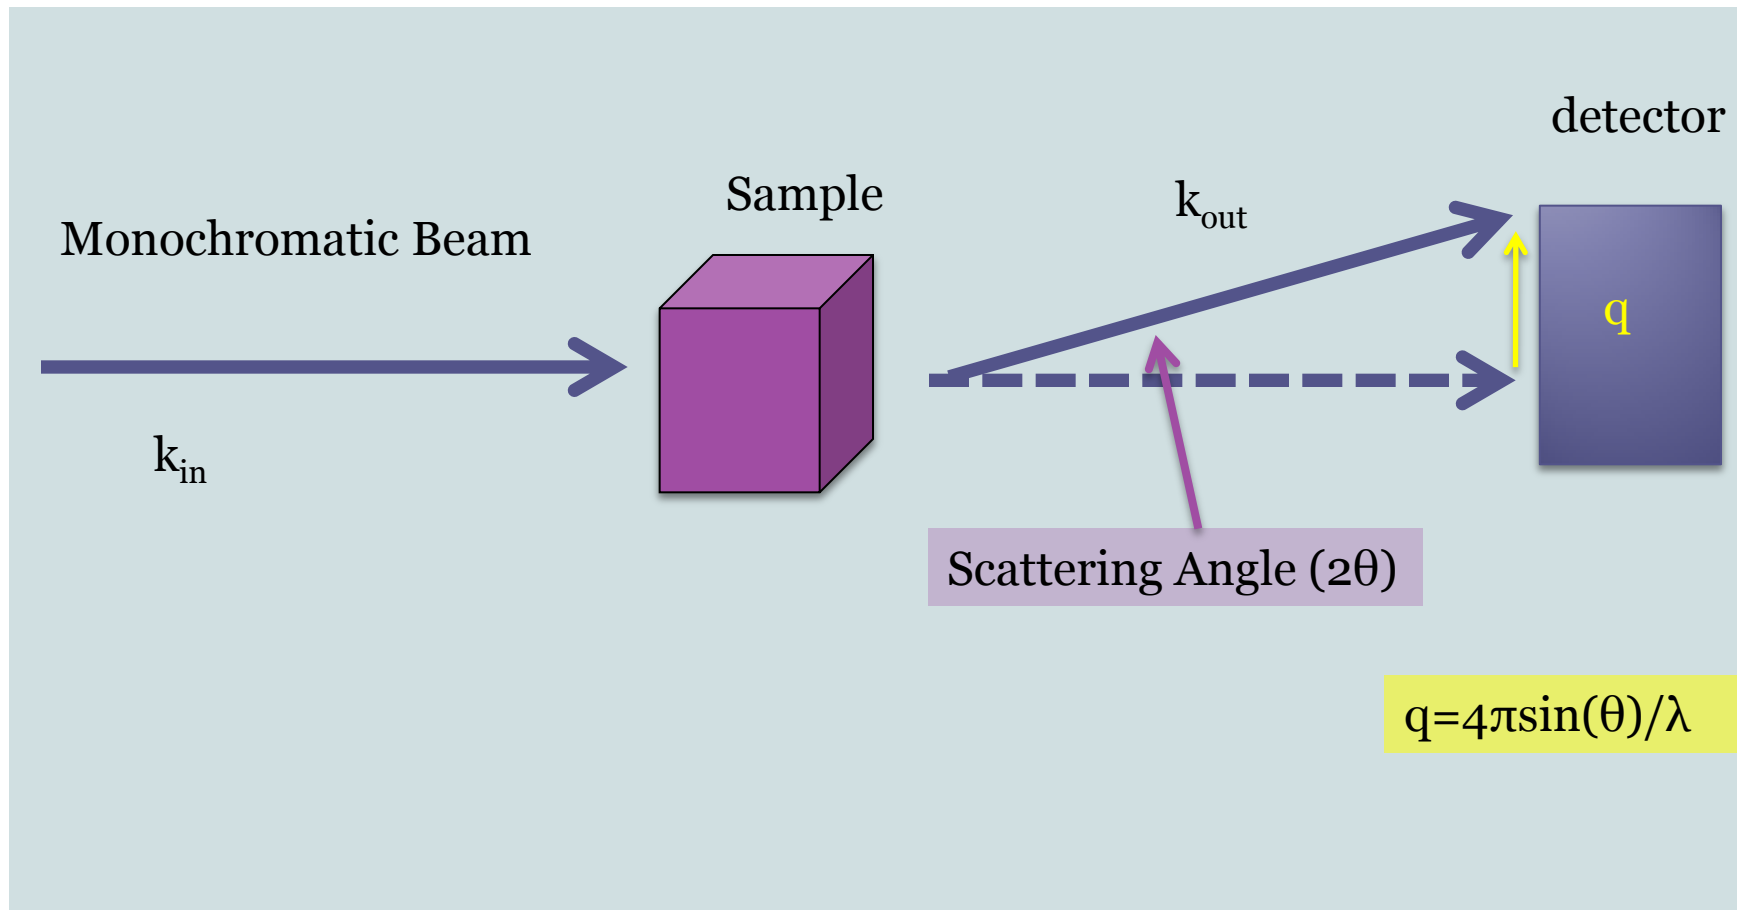 detector
Sample
k_out
Monochromatic Beam
k_in
q
Scattering Angle (2θ)
q=4πsin(θ)/λ